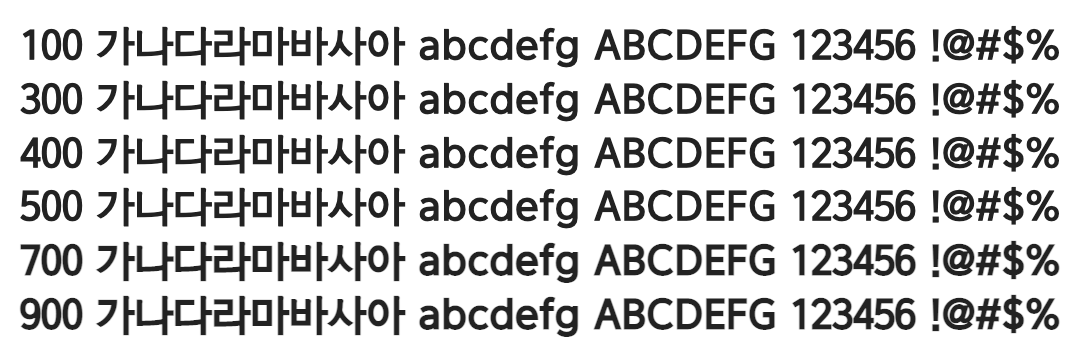 100 가나다라마바사아 abcdefg ABCDEFG 123456 !@#$%
300 가나다라마바사아 abcdefg ABCDEFG 123456 !@#$%
400 가나다라마바사아 abcdefg ABCDEFG 123456 !@#$%
500 가나다라마바사아 abcdefg ABCDEFG 123456 !@#$%
700 가나다라마바사아 abcdefg ABCDEFG 123456 !@#$%
900 가나다라마바사아 abcdefg ABCDEFG 123456 !@#$%